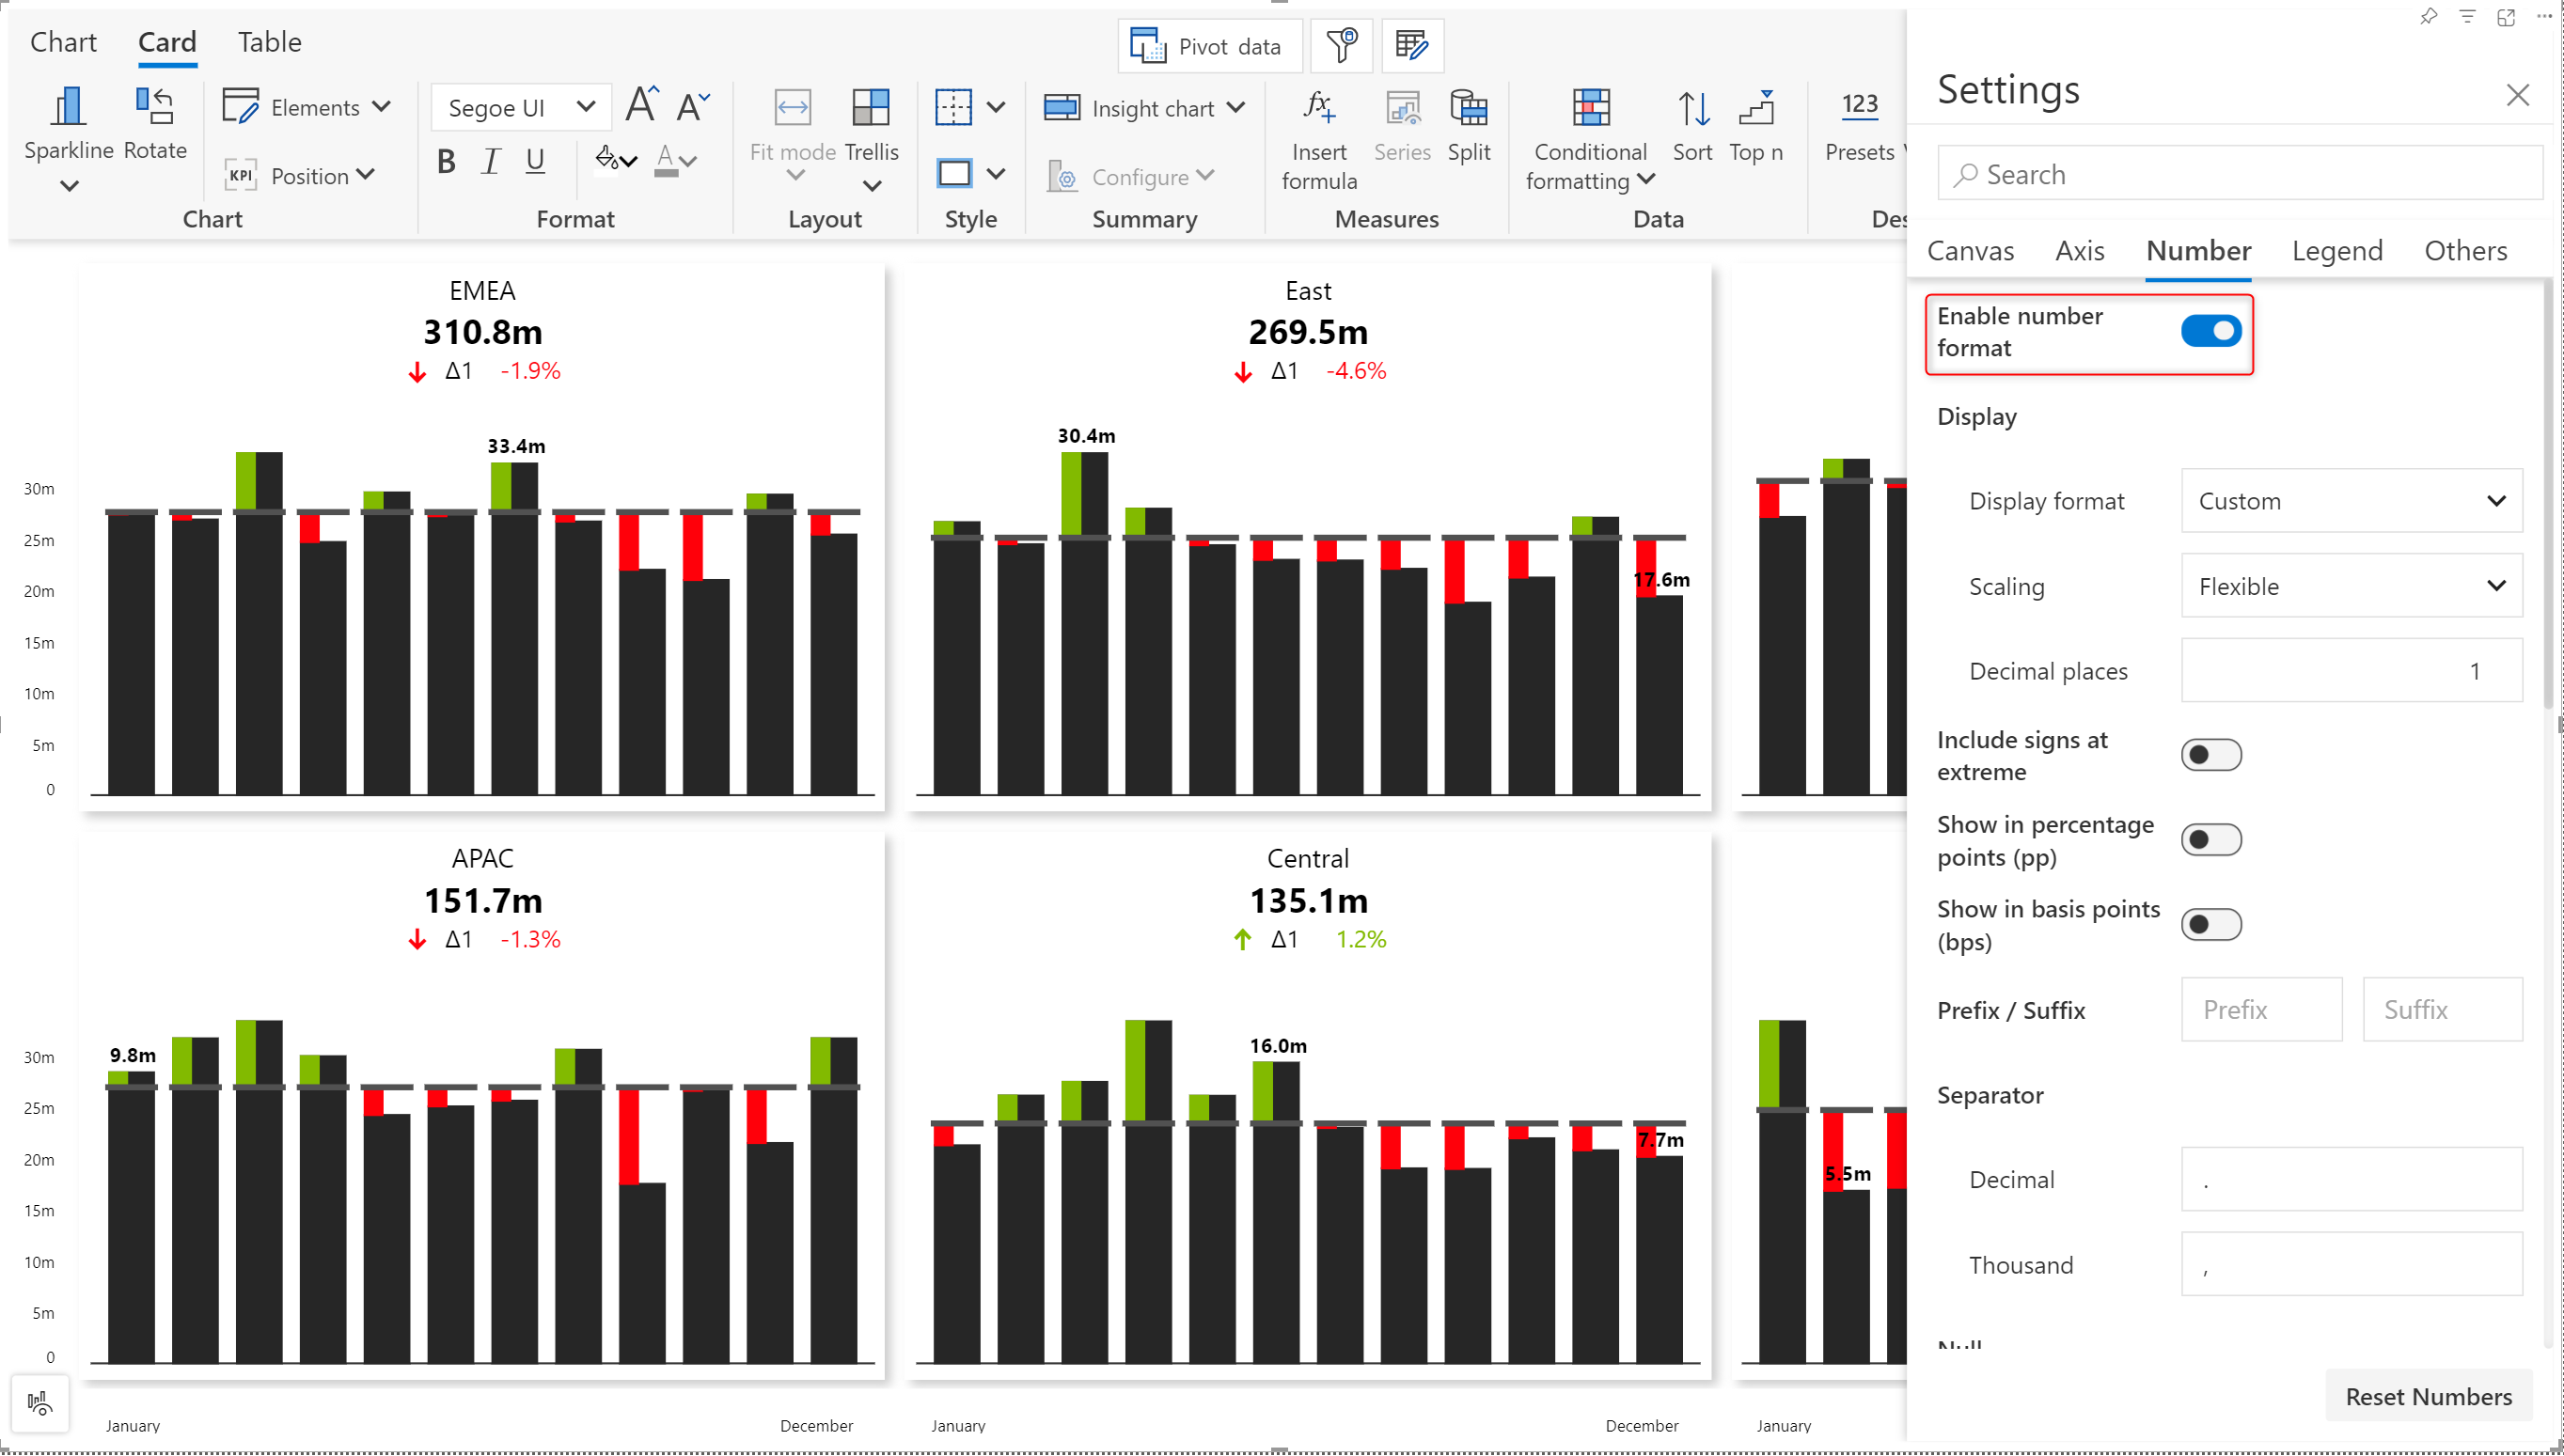 Chart Card Table
Pivot data
Sparkline
Rotate
Elements
KPI Position
Chart
Segoe UI
B I U
Format
Fit mode
Trellis
Layout
Style
Insight chart
Configure
Summary
Insert
formula
Series
Split
Measures
Conditional
formatting
Sort
Top n
Data
123
Presets
Settings
Search
Canvas Axis Number Legend Others
Enable number
format
Display
Display format Custom
Scaling Flexible
Decimal places 1
Include signs at
extreme
Show in percentage
points (pp)
Show in basis points
(bps)
Prefix / Suffix Prefix Suffix
Separator
Decimal .
Thousand ,
Null
Reset Numbers
EMEA
310.8m
Δ1 -1.9%
33.4m
30m
25m
20m
15m
10m
5m
0
East
269.5m
Δ1 -4.6%
30.4m
17.6m
APAC
151.7m
Δ1 -1.3%
9.8m
30m
25m
20m
15m
10m
5m
0
Central
135.1m
Δ1 1.2%
16.0m
7.7m
5.5m
January December January December January